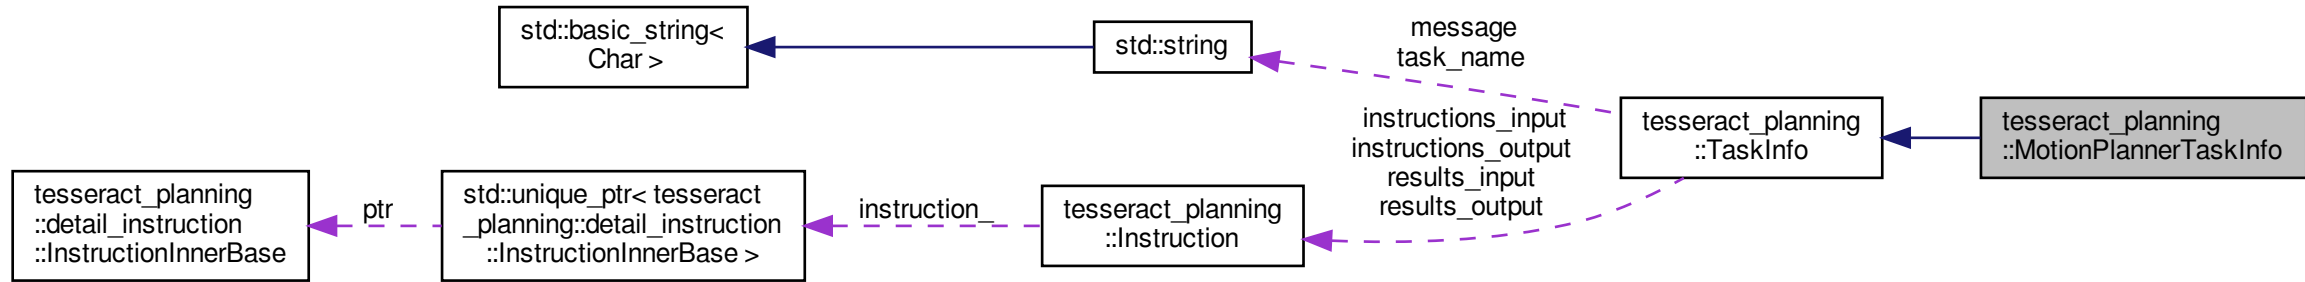 std::basic_string<
Char >
std::string
message
task_name
instructions_input
instructions_output
results_input
results_output
tesseract_planning
::TaskInfo
tesseract_planning
::MotionPlannerTaskInfo
tesseract_planning
::detail_instruction
::InstructionInnerBase
ptr
std::unique_ptr< tesseract
_planning::detail_instruction
::InstructionInnerBase >
instruction_
tesseract_planning
::Instruction